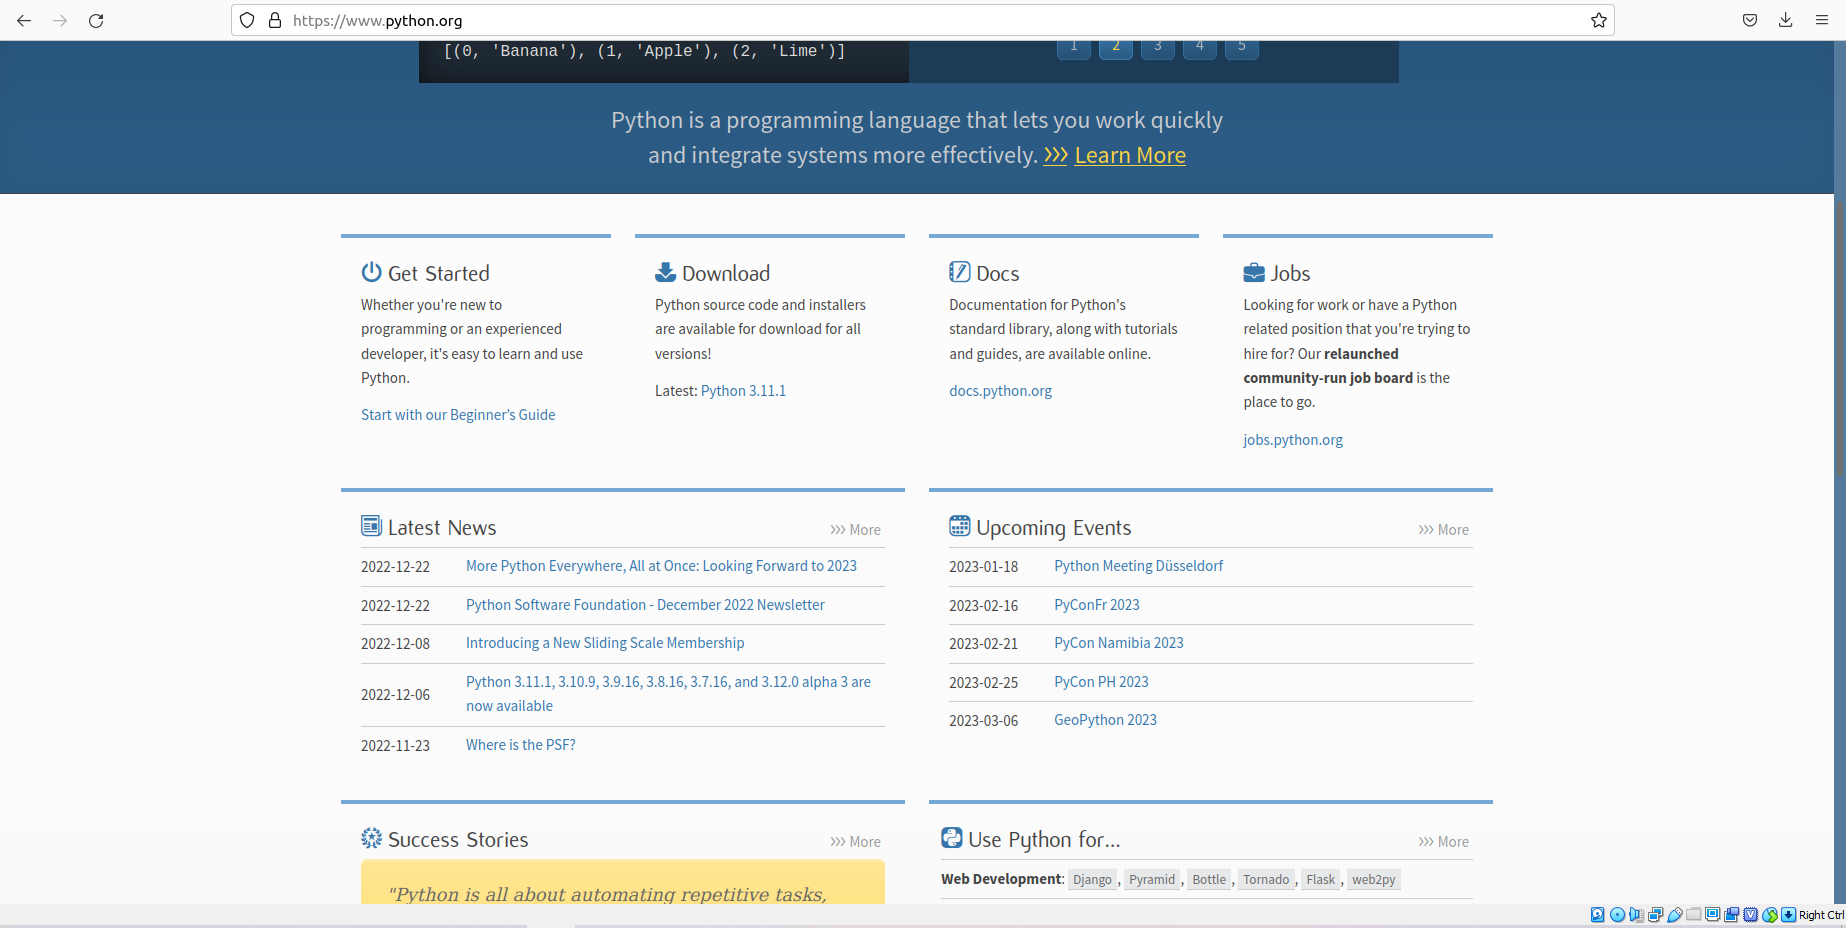 https://www.python.org
[(0, 'Banana'), (1, 'Apple'), (2, 'Lime')]
1 2 3 4 5
Python is a programming language that lets you work quickly
and integrate systems more effectively. >>> Learn More
Get Started
Whether you're new to
programming or an experienced
developer, it's easy to learn and use
Python.
Start with our Beginner’s Guide
Download
Python source code and installers
are available for download for all
versions!
Latest: Python 3.11.1
Docs
Documentation for Python's
standard library, along with tutorials
and guides, are available online.
docs.python.org
Jobs
Looking for work or have a Python
related position that you're trying to
hire for? Our relaunched
community-run job board is the
place to go.
jobs.python.org
Latest News >>> More
2022-12-22 More Python Everywhere, All at Once: Looking Forward to 2023
2022-12-22 Python Software Foundation - December 2022 Newsletter
2022-12-08 Introducing a New Sliding Scale Membership
2022-12-06 Python 3.11.1, 3.10.9, 3.9.16, 3.8.16, 3.7.16, and 3.12.0 alpha 3 are
now available
2022-11-23 Where is the PSF?
Upcoming Events >>> More
2023-01-18 Python Meeting Düsseldorf
2023-02-16 PyConFr 2023
2023-02-21 PyCon Namibia 2023
2023-02-25 PyCon PH 2023
2023-03-06 GeoPython 2023
Success Stories >>> More
"Python is all about automating repetitive tasks,
Use Python for… >>> More
Web Development: Django, Pyramid, Bottle, Tornado, Flask, web2py
Right Ctrl